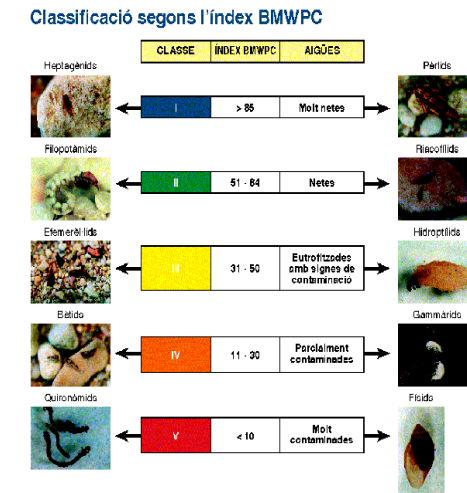 Classificació segons l'índex BMWPC
CLASSE ÍNDEX BMWPC AIGÜES
Heptagènids Pèrlids
I > 85 Molt netes
Filopotàmids Riacofílids
II 51 - 84 Netes
Efemerèl·lids Hidroptílids
III 31 - 50 Eutrofitzades
amb signes de
contaminació
Bètids Gammàrids
IV 11 - 30 Parcialment
contaminades
Quironòmids Físids
V < 10 Molt
contaminades